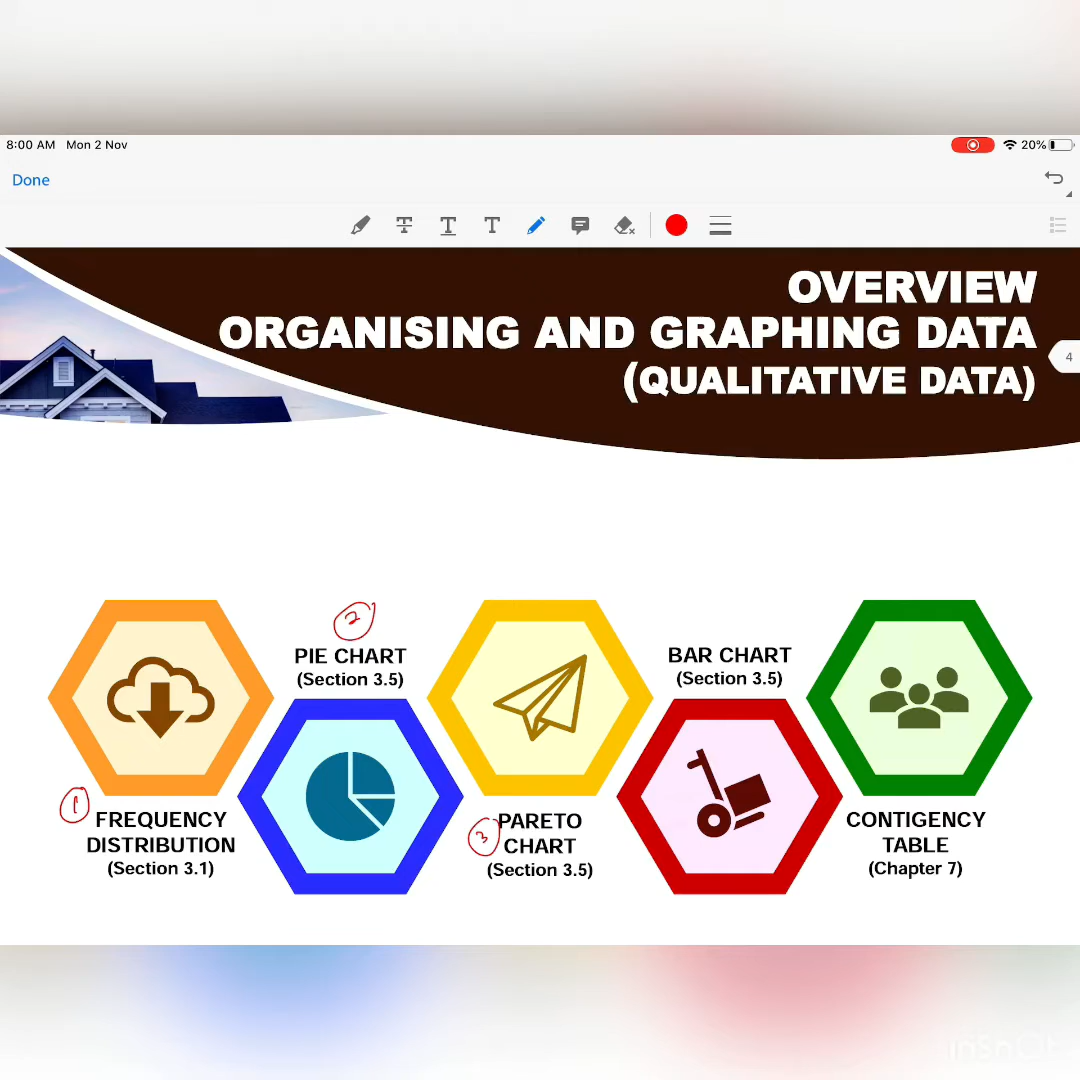 8:00 AM Mon 2 Nov
20%
Done
T T T
OVERVIEW
ORGANISING AND GRAPHING DATA
(QUALITATIVE DATA)
4
2
PIE CHART
(Section 3.5)
BAR CHART
(Section 3.5)
1
FREQUENCY
DISTRIBUTION
(Section 3.1)
3
PARETO
CHART
(Section 3.5)
CONTIGENCY
TABLE
(Chapter 7)
InShOt